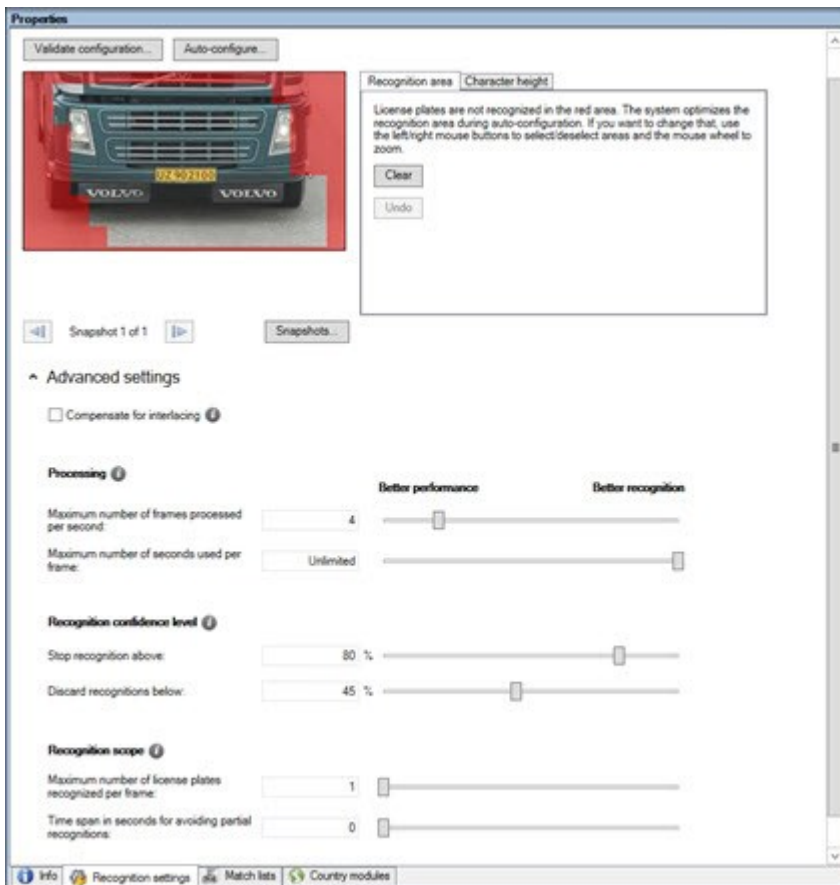 Properties
Validate configuration... Auto-configure...
Recognition area Character height
License plates are not recognized in the red area. The system optimizes the
recognition area during auto-configuration. If you want to change that, use
the left/right mouse buttons to select/deselect areas and the mouse wheel to
zoom.
Clear
Undo
UZ 902100
VOLVO VOLVO
Snapshot 1 of 1 Snapshots...
Advanced settings
Compensate for interlacing
Processing
Better performance Better recognition
Maximum number of frames processed
per second: 4
Maximum number of seconds used per
frame: Unlimited
Recognition confidence level
Stop recognition above: 80 %
Discard recognitions below: 45 %
Recognition scope
Maximum number of license plates
recognized per frame: 1
Time span in seconds for avoiding partial
recognitions: 0
Info Recognition settings Match lists Country modules